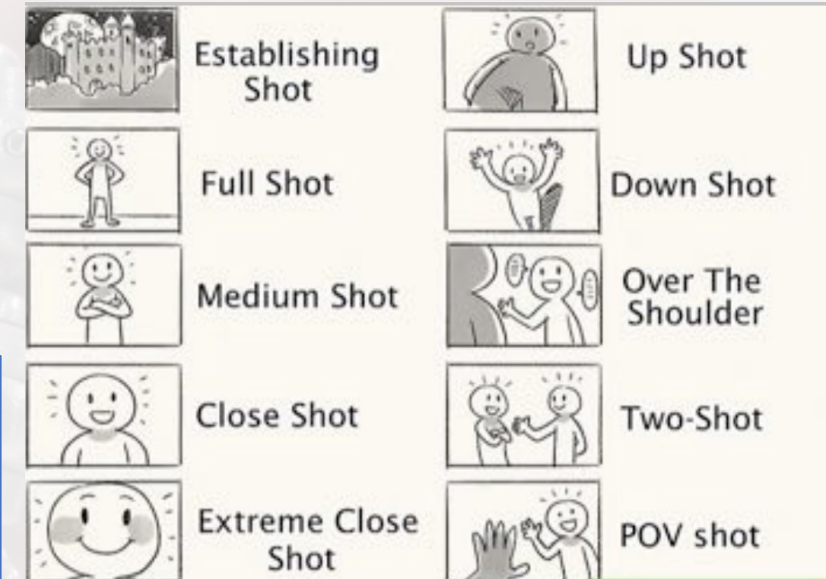 Establishing
Shot
Full Shot
Medium Shot
Close Shot
Extreme Close
Shot
Up Shot
Down Shot
Over The
Shoulder
Two-Shot
POV shot